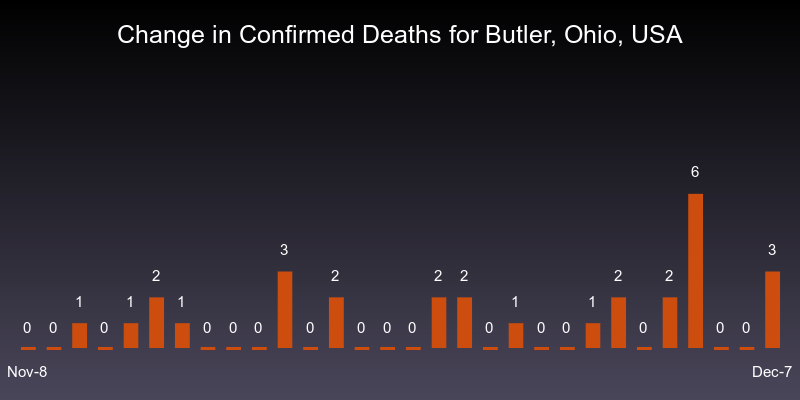 Change in Confirmed Deaths for Butler, Ohio, USA
6
3 3
2 2 2 2 2 2
1 1 1 1 1
0 0 0 0 0 0 0 0 0 0 0 0 0 0 0 0
Nov-8 Dec-7